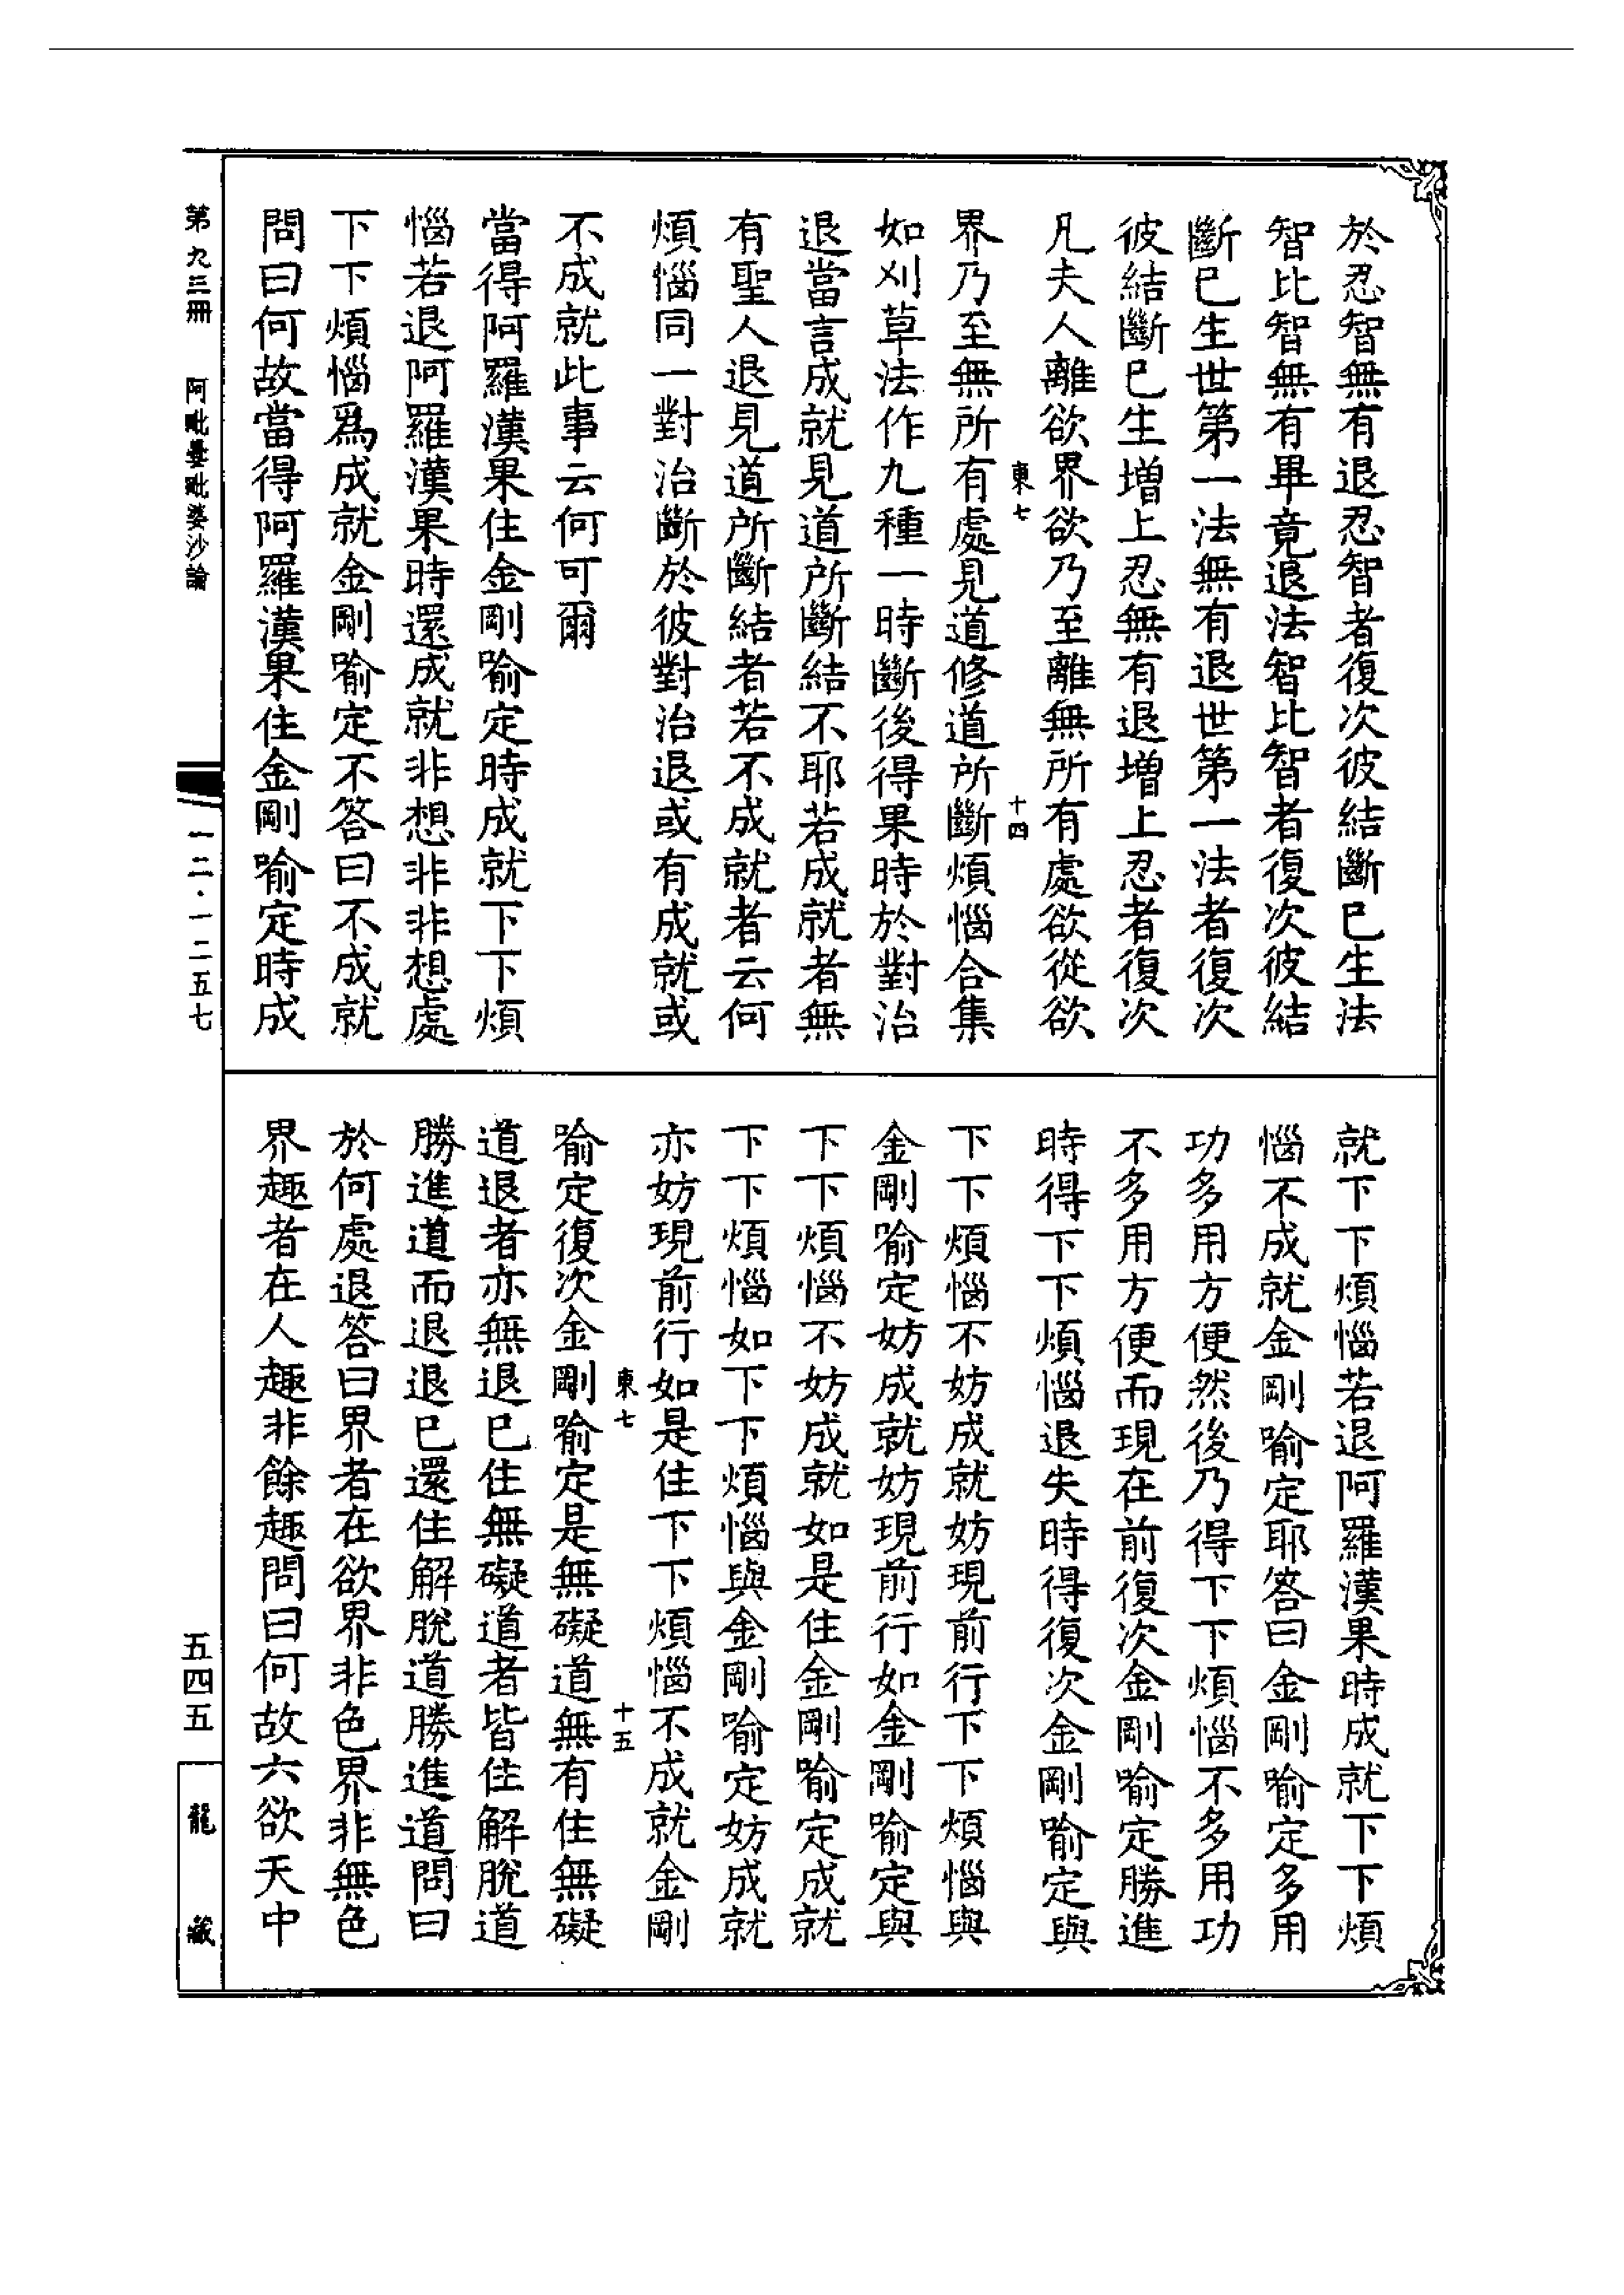 於忍智無有退忍智者復次彼結斷已生法
智比智無有畢竟退法智比智者復次彼結
斷已生世第一法無有退世第一法者復次
彼結斷已生增上忍無有退增上忍者復次
凡夫人離欲界欲乃至離無所有處欲從欲
東七 十四
界乃至無所有處見道修道所斷煩惱合集
如刈草法作九種一時斷後得果時於對治
退當言成就見道所斷結不耶若成就者無
有聖人退見道所斷結者若不成就者云何
煩惱同一對治斷於彼對治退或有成就或
不成就此事云何可爾
當得阿羅漢果住金剛喻定時成就下下煩
惱若退阿羅漢果時還成就非想非非想處
下下煩惱爲成就金剛喻定不答曰不成就
問曰何故當得阿羅漢果住金剛喻定時成
就下下煩惱若退阿羅漢果時成就下下煩
惱不成就金剛喻定耶答曰金剛喻定多用
功多用方便然後乃得下下煩惱不多用功
不多用方便而現在前復次金剛喻定勝進
時得下下煩惱退失時得復次金剛喻定與
下下煩惱不妨成就妨現前行下下煩惱與
金剛喻定妨成就妨現前行如金剛喻定與
下下煩惱不妨成就如是住金剛喻定成就
下下煩惱如下下煩惱與金剛喻定妨成就
亦妨現前行如是住下下煩惱不成就金剛
東七 十五
喻定復次金剛喻定是無礙道無有住無礙
道退者亦無退已住無礙道者皆住解脫道
勝進道而退退已還住解脫道勝進道問曰
於何處退答曰界者在欲界非色界非無色
界趣者在人趣非餘趣問曰何故六欲天中
第九三冊 阿毗曇毗婆沙論
一二·一二五七
五四五
龍藏